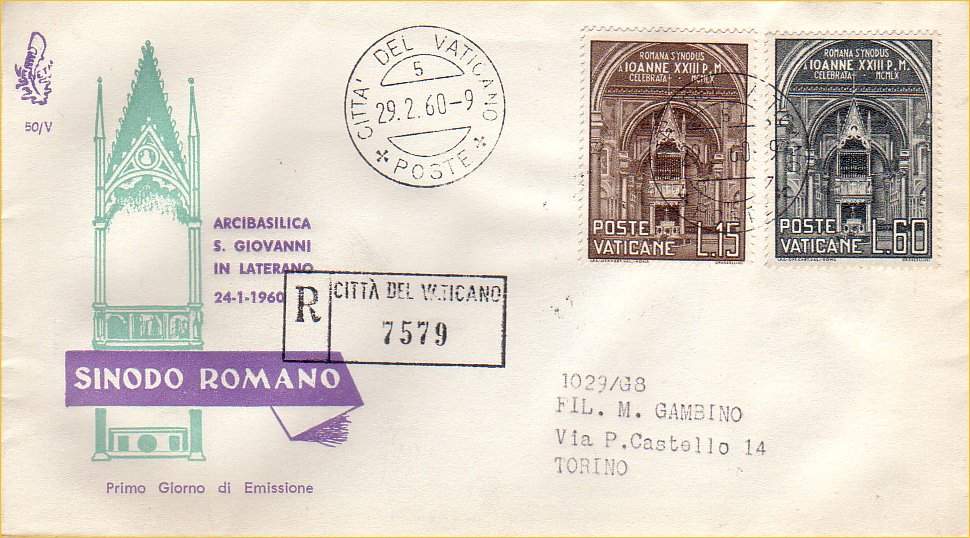 50/V
CITTA' DEL VATICANO
5
29.2.60-9
POSTE
ROMANA SYNODUS
A IOANNE XXIII P.M.
CELEBRATA MCMLX
POSTE
VATICANE
L.15
ROMANA SYNODUS
A IOANNE XXIII P.M.
CELEBRATA MCMLX
POSTE
VATICANE
L.60
ARCIBASILICA
S. GIOVANNI
IN LATERANO
24-1-1960
R
CITTÀ DEL VATICANO
7579
SINODO ROMANO
1029/G8
FIL. M. GAMBINO
Via P.Castello 14
TORINO
Primo Giorno di Emissione